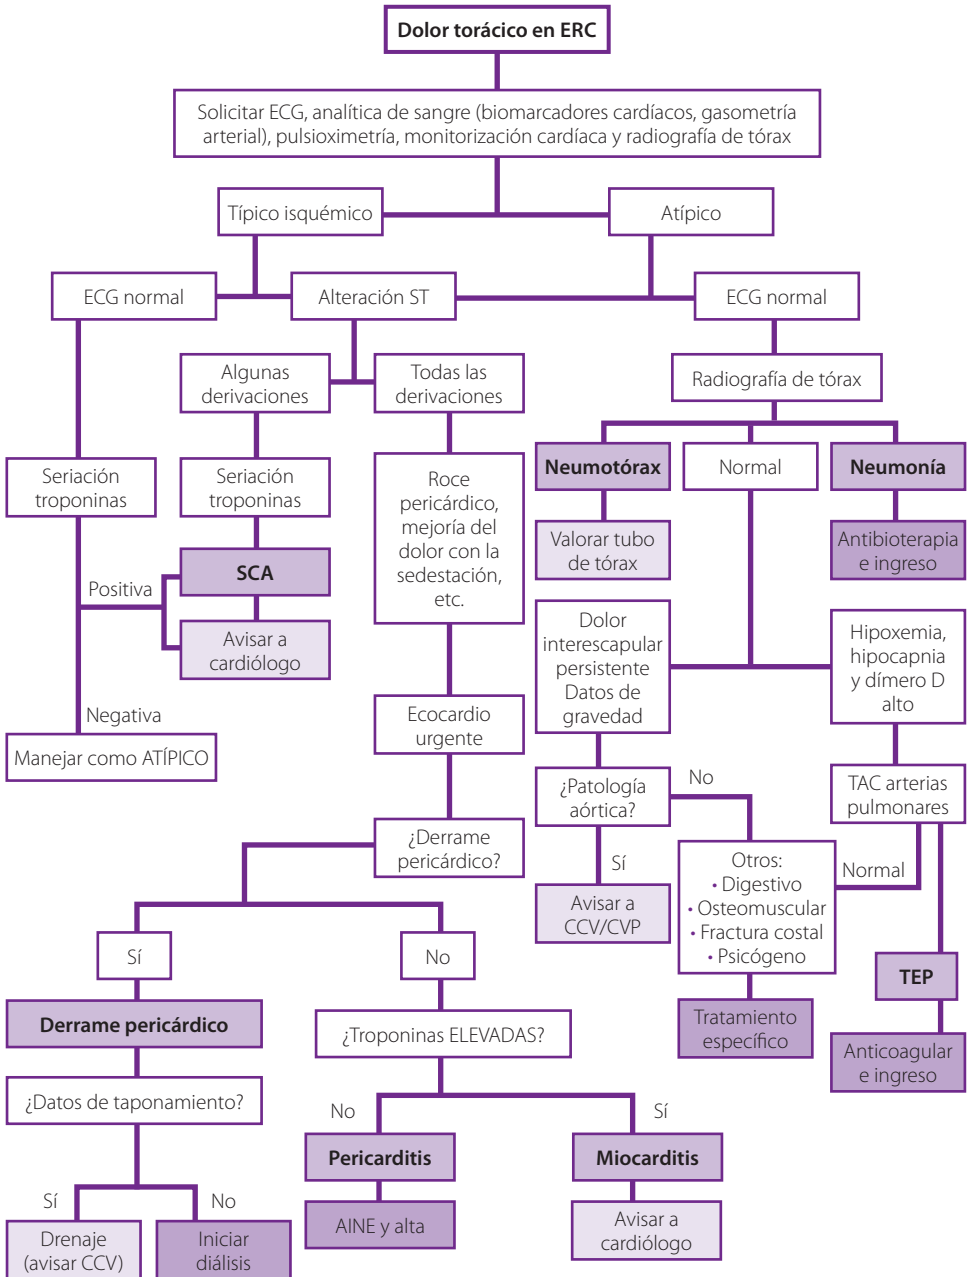 Dolor torácico en ERC
Solicitar ECG, analítica de sangre (biomarcadores cardíacos, gasometría
arterial), pulsioximetría, monitorización cardíaca y radiografía de tórax
Típico isquémico
Atípico
ECG normal
Alteración ST
ECG normal
Algunas
derivaciones
Todas las
derivaciones
Radiografía de tórax
Seriación
troponinas
Seriación
troponinas
Roce
pericárdico,
mejoría del
dolor con la
sedestación,
etc.
Neumotórax
Normal
Neumonía
Valorar tubo
de tórax
Antibioterapia
e ingreso
Positiva
SCA
Avisar a
cardiólogo
Dolor
interescapular
persistente
Datos de
gravedad
Hipoxemia,
hipocapnia
y dímero D
alto
Negativa
Manejar como ATÍPICO
Ecocardio
urgente
¿Patología
aórtica?
No
TAC arterias
pulmonares
¿Derrame
pericárdico?
Sí
Avisar a
CCV/CVP
Otros:
• Digestivo
• Osteomuscular
• Fractura costal
• Psicógeno
Normal
Sí
No
TEP
Derrame pericárdico
¿Troponinas ELEVADAS?
Tratamiento
específico
Anticoagular
e ingreso
¿Datos de taponamiento?
No
Sí
Pericarditis
Miocarditis
Sí
No
Drenaje
(avisar CCV)
Iniciar
diálisis
AINE y alta
Avisar a
cardiólogo